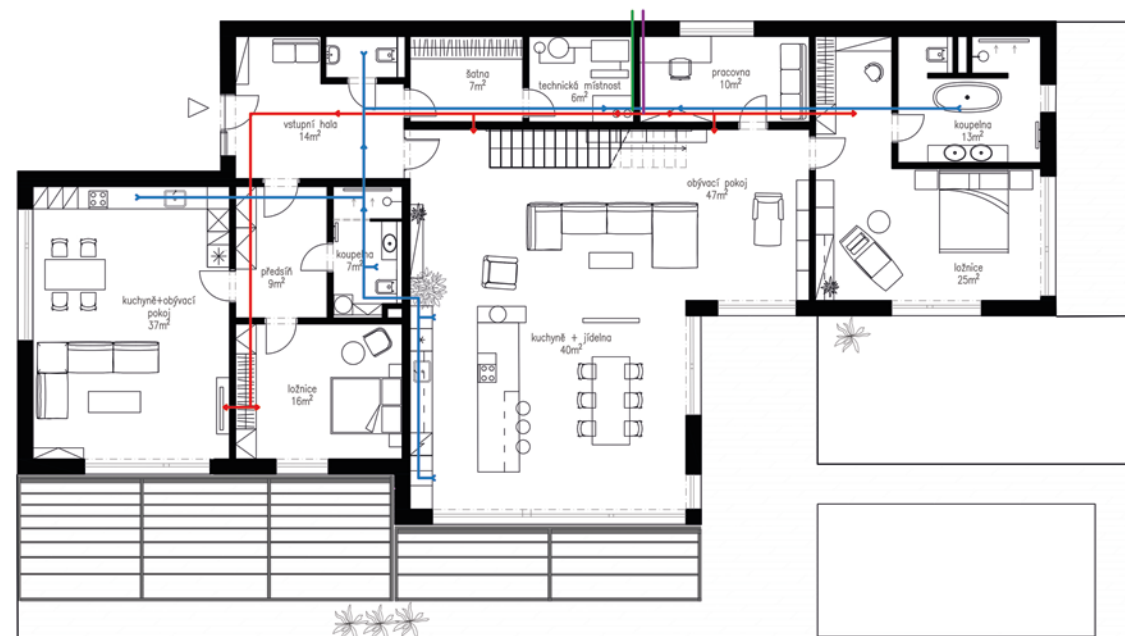 šatna
7m²
technická místnost
6m²
pracovna
10m²
vstupní hala
14m²
koupelna
13m²
obývací pokoj
47m²
koupelna
7m²
předsíň
9m²
ložnice
25m²
kuchyně+obývací
pokoj
37m²
kuchyně + jídelna
40m²
ložnice
16m²